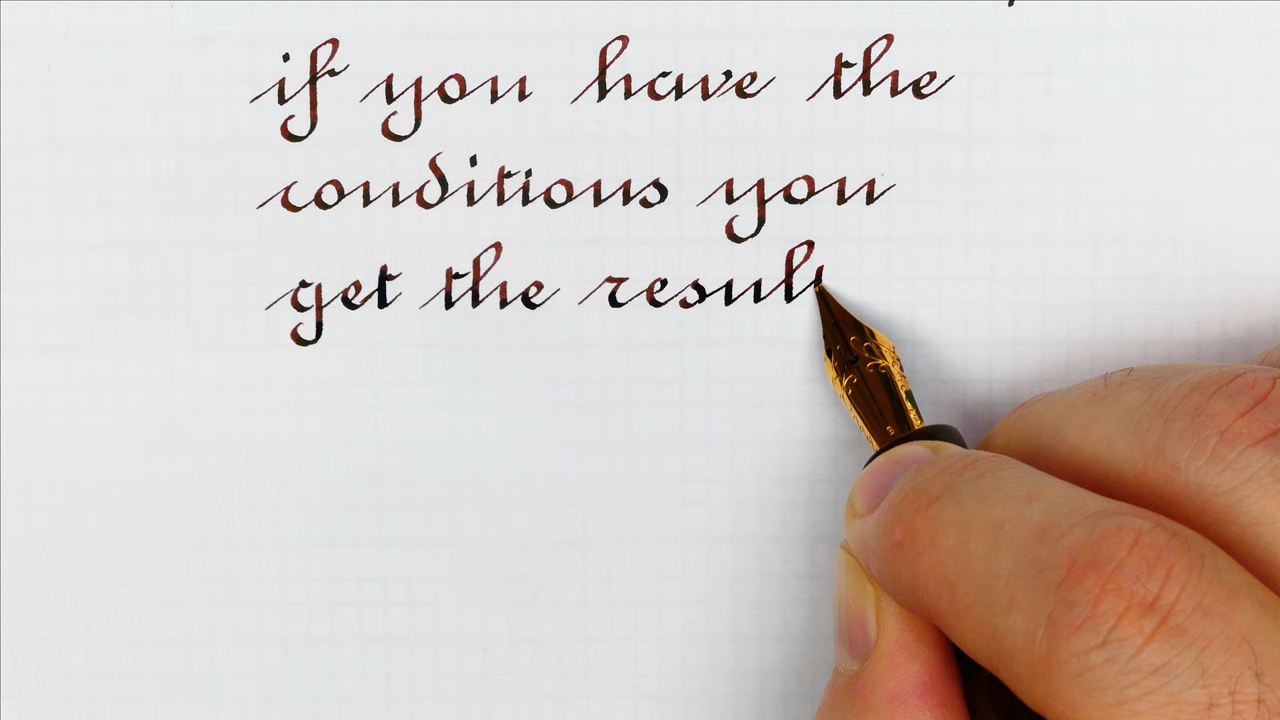 if you have the
conditions you
get the resul